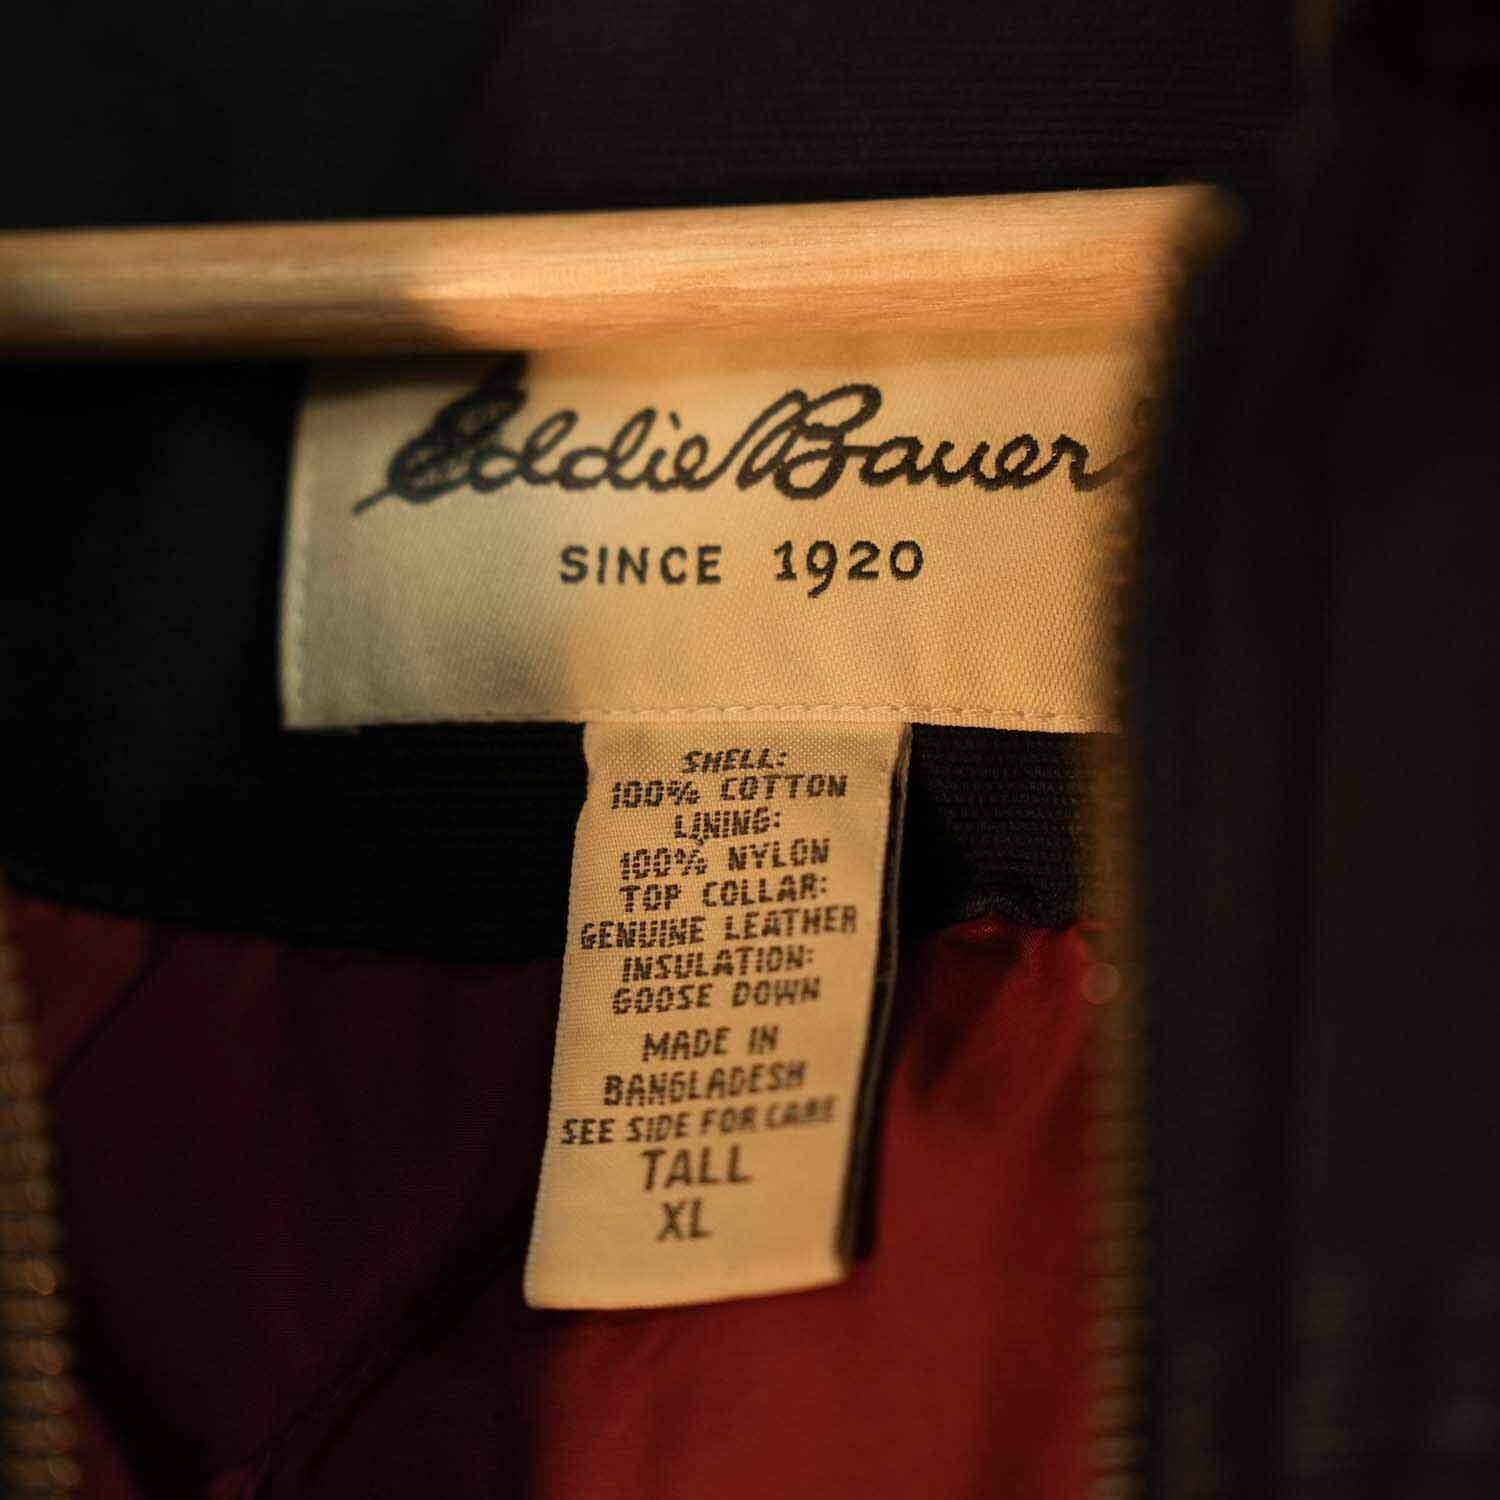 Eddie Bauer
SINCE 1920
SHELL:
100% COTTON
LINING:
100% NYLON
TOP COLLAR:
GENUINE LEATHER
INSULATION:
GOOSE DOWN
MADE IN
BANGLADESH
SEE SIDE FOR CARE
TALL
XL